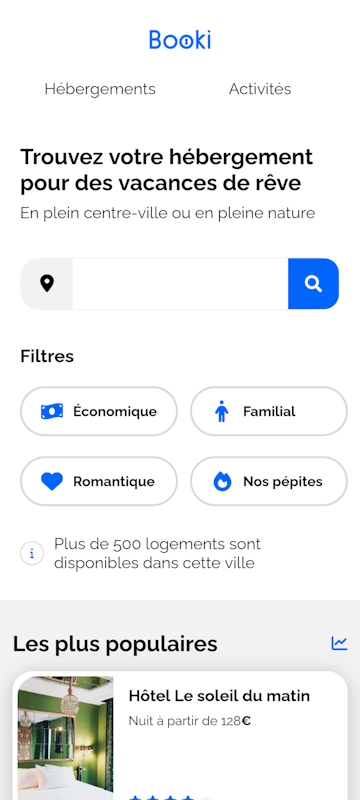 Booki
Hébergements
Activités
Trouvez votre hébergement
pour des vacances de rêve
En plein centre-ville ou en pleine nature
Filtres
Économique
Familial
Romantique
Nos pépites
Plus de 500 logements sont
disponibles dans cette ville
Les plus populaires
Hôtel Le soleil du matin
Nuit à partir de 128€